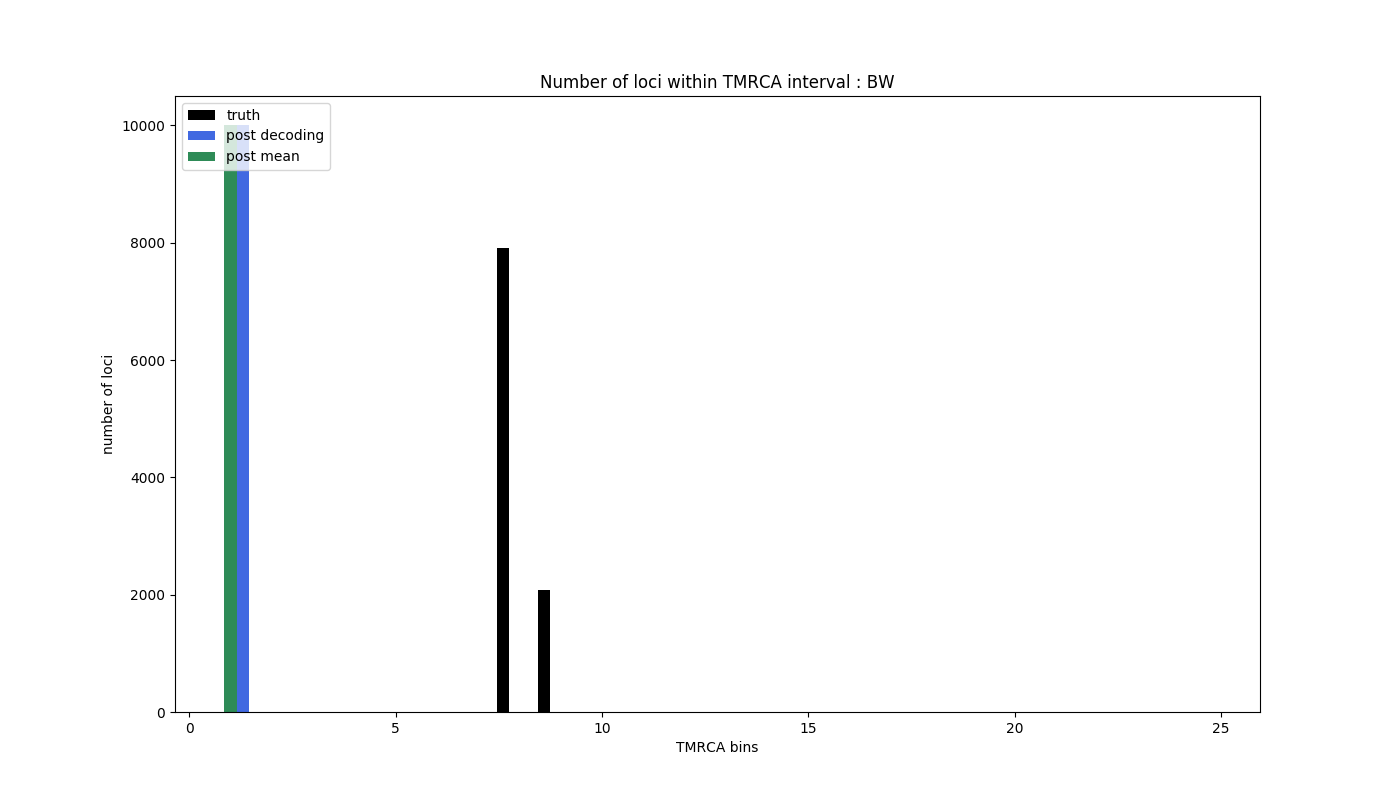 Number of loci within TMRCA interval : BW
truth
post decoding
post mean
10000
8000
6000
4000
2000
0
number of loci
0 5 10 15 20 25
TMRCA bins